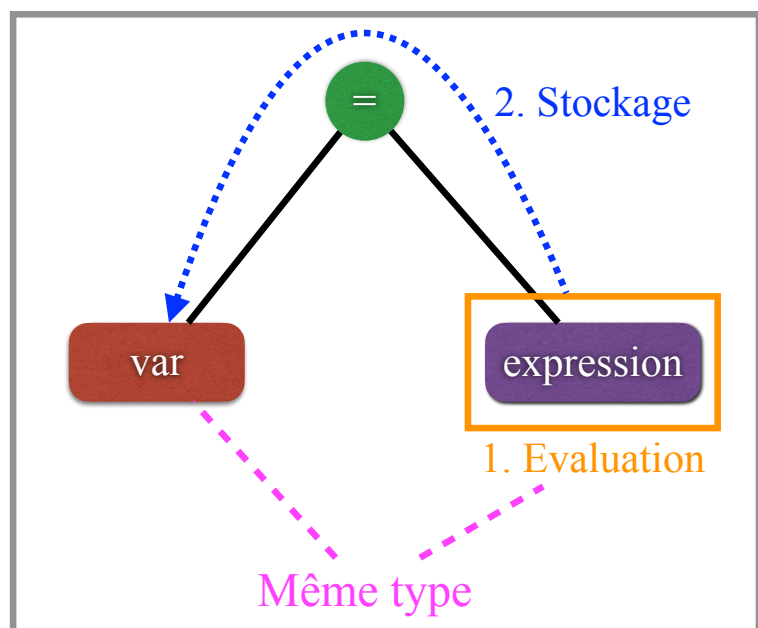 =
2. Stockage
var
expression
1. Evaluation
Même type